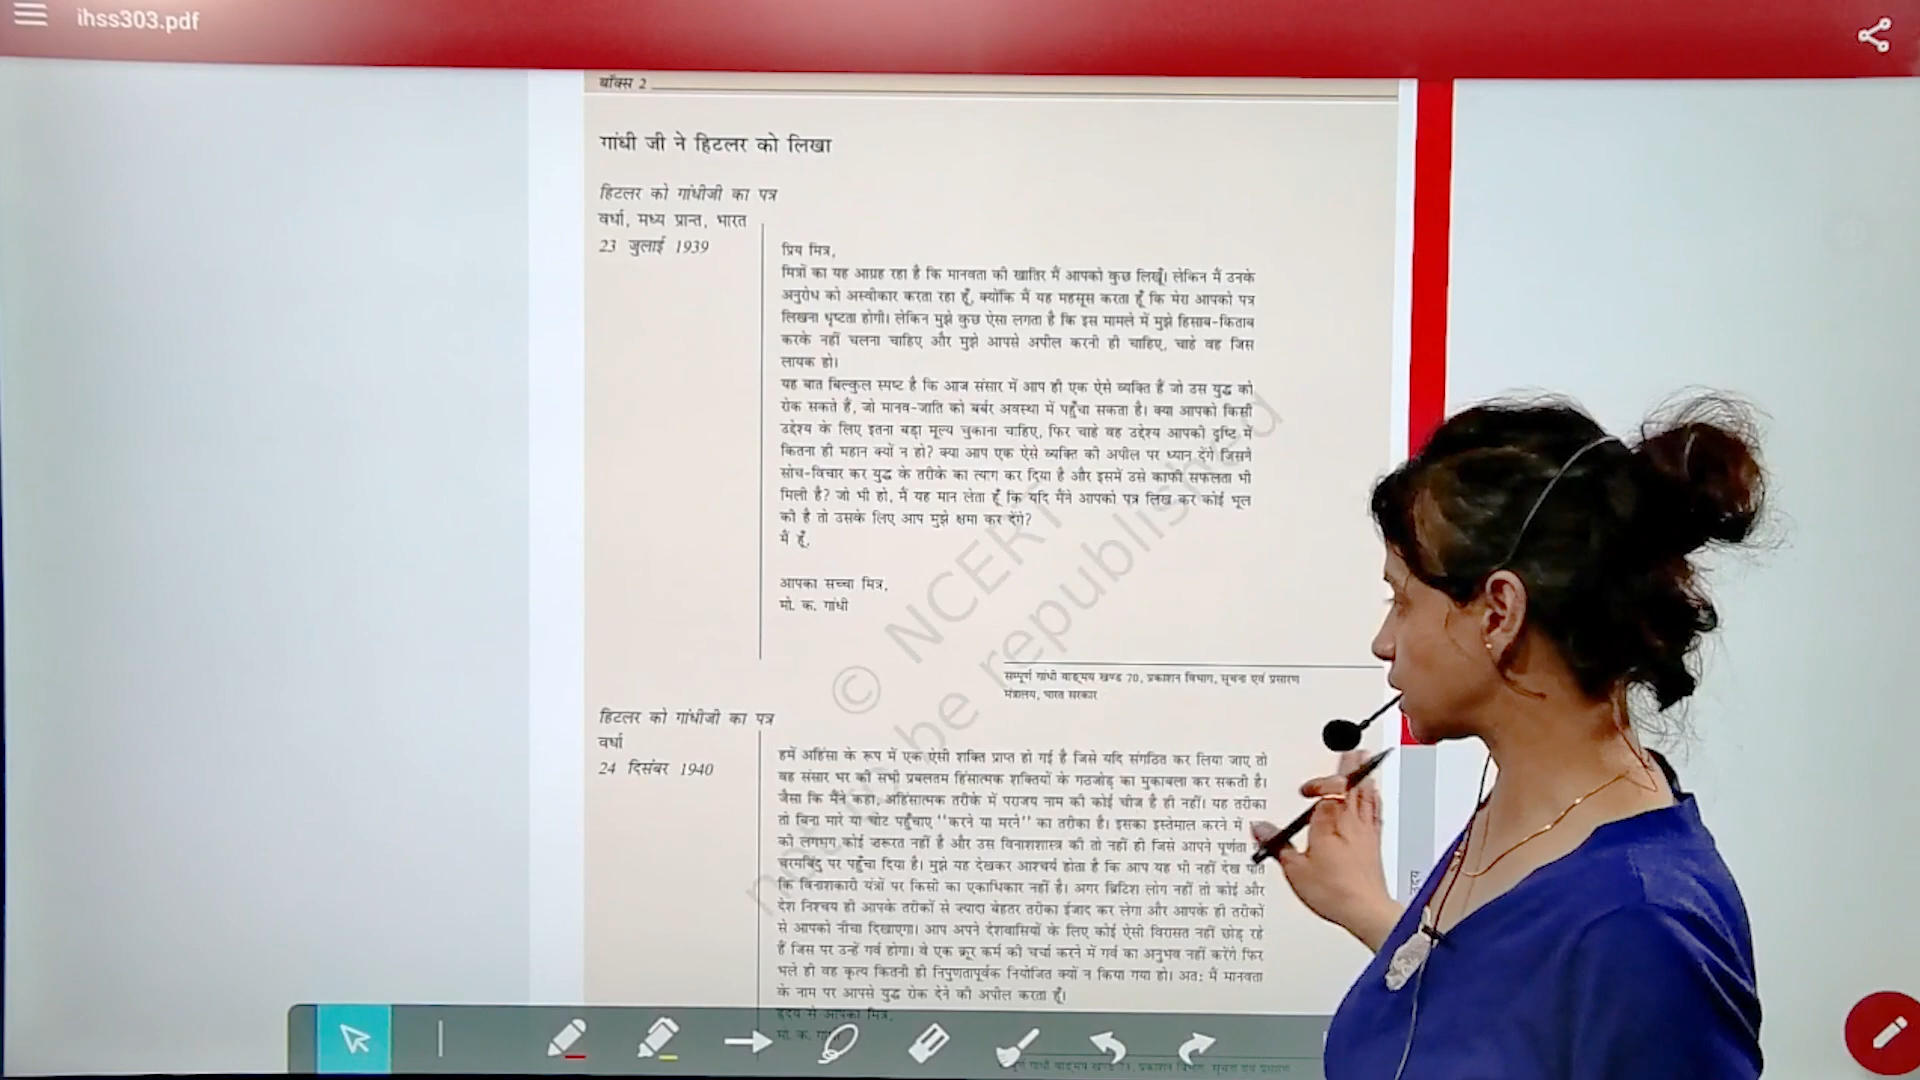 ihss303.pdf
बॉक्स 2
गांधी जी ने हिटलर को लिखा
हिटलर को गांधीजी का पत्र
वर्धा, मध्य प्रान्त, भारत
23 जुलाई 1939
प्रिय मित्र,
मित्रों का यह आग्रह रहा है कि मानवता की खातिर मैं आपको कुछ लिखूँ। लेकिन मैं उनके
अनुरोध को अस्वीकार करता रहा हूँ, क्योंकि मैं यह महसूस करता हूँ कि मेरा आपको पत्र
लिखना धृष्टता होगी। लेकिन मुझे कुछ ऐसा लगता है कि इस मामले में मुझे हिसाब-किताब
करके नहीं चलना चाहिए और मुझे आपसे अपील करनी ही चाहिए, चाहे वह जिस
लायक हो।
यह बात बिल्कुल स्पष्ट है कि आज संसार में आप ही एक ऐसे व्यक्ति हैं जो उस युद्ध को
रोक सकते हैं, जो मानव-जाति को बर्बर अवस्था में पहुँचा सकता है। क्या आपको किसी
उद्देश्य के लिए इतना बड़ा मूल्य चुकाना चाहिए, फिर चाहे वह उद्देश्य आपकी दृष्टि में
कितना ही महान क्यों न हो? क्या आप एक ऐसे व्यक्ति की अपील पर ध्यान देंगे जिसने
सोच-विचार कर युद्ध के तरीके का त्याग कर दिया है और इसमें उसे काफी सफलता भी
मिली है? जो भी हो, मैं यह मान लेता हूँ कि यदि मैंने आपको पत्र लिख कर कोई भूल
की है तो उसके लिए आप मुझे क्षमा कर देंगे?
मैं हूँ,
आपका सच्चा मित्र,
मो. क. गांधी
सम्पूर्ण गांधी वाङ्मय खण्ड 70, प्रकाशन विभाग, सूचना एवं प्रसारण
मंत्रालय, भारत सरकार
हिटलर को गांधीजी का पत्र
वर्धा
24 दिसंबर 1940
हमें अहिंसा के रूप में एक ऐसी शक्ति प्राप्त हो गई है जिसे यदि संगठित कर लिया जाए तो
वह संसार भर की सभी प्रबलतम हिंसात्मक शक्तियों के गठजोड़ का मुकाबला कर सकती है।
जैसा कि मैंने कहा, अहिंसात्मक तरीके में पराजय नाम की कोई चीज है ही नहीं। यह तरीका
तो बिना मारे या चोट पहुँचाए ''करने या मरने'' का तरीका है। इसका इस्तेमाल करने में
की लगभग कोई जरूरत नहीं है और उस विनाशशास्त्र की तो नहीं ही जिसे आपने पूर्णता
चरमबिंदु पर पहुँचा दिया है। मुझे यह देखकर आश्चर्य होता है कि आप यह भी नहीं देख पाते
कि विनाशकारी यंत्रों पर किसी का एकाधिकार नहीं है। अगर ब्रिटिश लोग नहीं तो कोई और
देश निश्चय ही आपके तरीकों से ज्यादा बेहतर तरीका ईजाद कर लेगा और आपके ही तरीकों
से आपको नीचा दिखाएगा। आप अपने देशवासियों के लिए कोई ऐसी विरासत नहीं छोड़ रहे
हैं जिस पर उन्हें गर्व होगा। वे एक क्रूर कर्म की चर्चा करने में गर्व का अनुभव नहीं करेंगे फिर
भले ही वह कृत्य कितनी ही निपुणतापूर्वक नियोजित क्यों न किया गया हो। अत: मैं मानवता
के नाम पर आपसे युद्ध रोक देने की अपील करता हूँ।
हृदय से आपका मित्र,
मो. क.
© NCERT
be republished